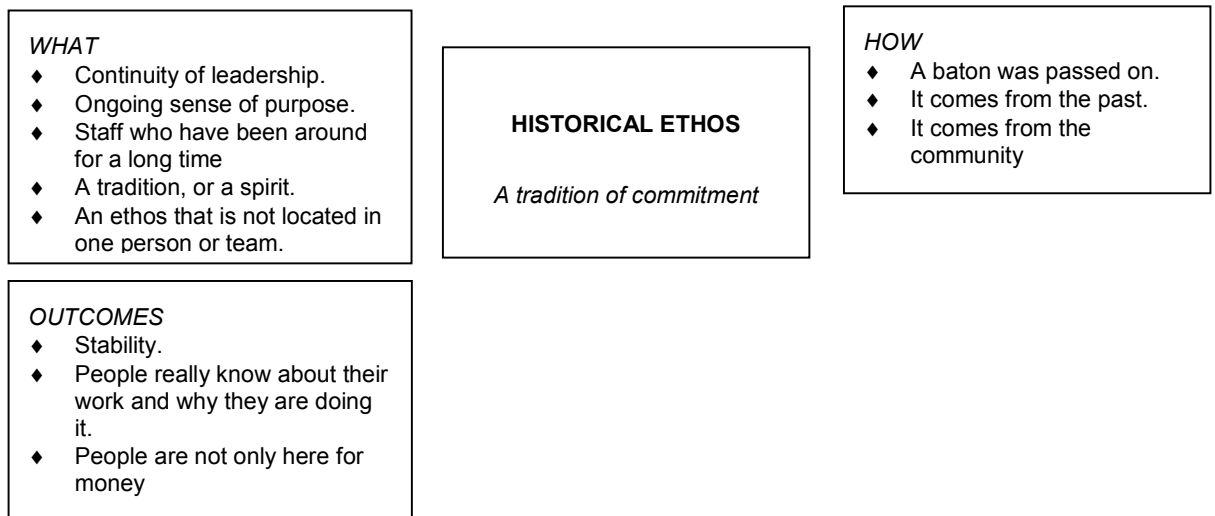 WHAT
♦ Continuity of leadership.
♦ Ongoing sense of purpose.
♦ Staff who have been around
for a long time
♦ A tradition, or a spirit.
♦ An ethos that is not located in
one person or team.
HISTORICAL ETHOS
A tradition of commitment
HOW
♦ A baton was passed on.
♦ It comes from the past.
♦ It comes from the
community
OUTCOMES
♦ Stability.
♦ People really know about their
work and why they are doing
it.
♦ People are not only here for
money